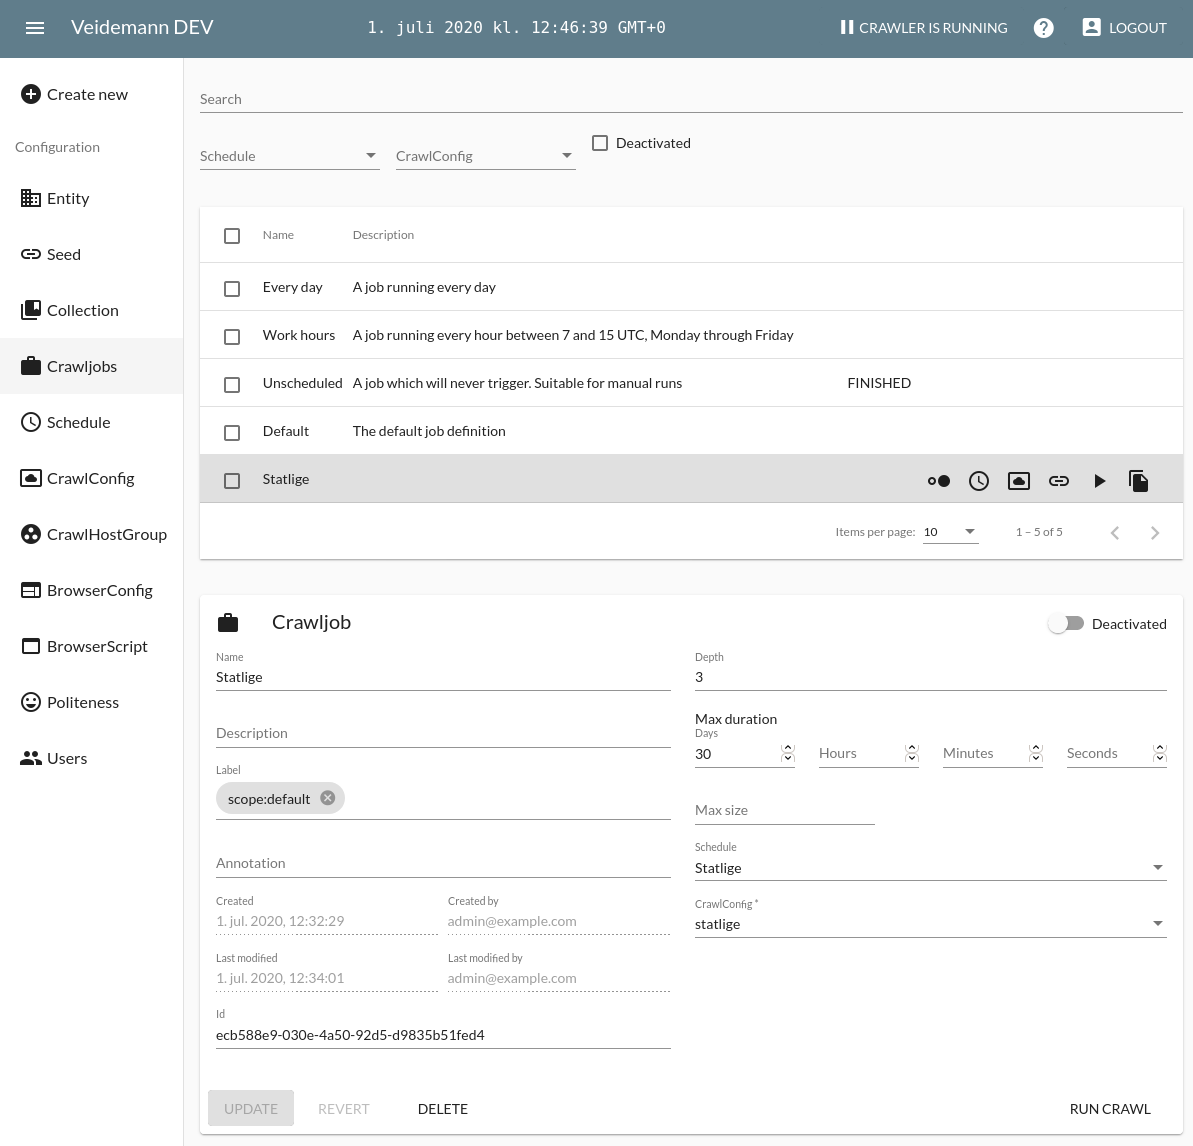 Veidemann DEV
1. juli 2020 kl. 12:46:39 GMT+0
CRAWLER IS RUNNING
LOGOUT
Create new
Configuration
Entity
Seed
Collection
Crawljobs
Schedule
CrawlConfig
CrawlHostGroup
BrowserConfig
BrowserScript
Politeness
Users
Search
Schedule
CrawlConfig
Deactivated
Name Description
Every day A job running every day
Work hours A job running every hour between 7 and 15 UTC, Monday through Friday
Unscheduled A job which will never trigger. Suitable for manual runs FINISHED
Default The default job definition
Statlige
Items per page: 10 1 – 5 of 5
Crawljob
Deactivated
Name
Statlige
Description
Label
scope:default
Annotation
Created Created by
1. jul. 2020, 12:32:29 admin@example.com
Last modified Last modified by
1. jul. 2020, 12:34:01 admin@example.com
Id
ecb588e9-030e-4a50-92d5-d9835b51fed4
Depth
3
Max duration
Days
30 Hours Minutes Seconds
Max size
Schedule
Statlige
CrawlConfig *
statlige
UPDATE REVERT DELETE RUN CRAWL